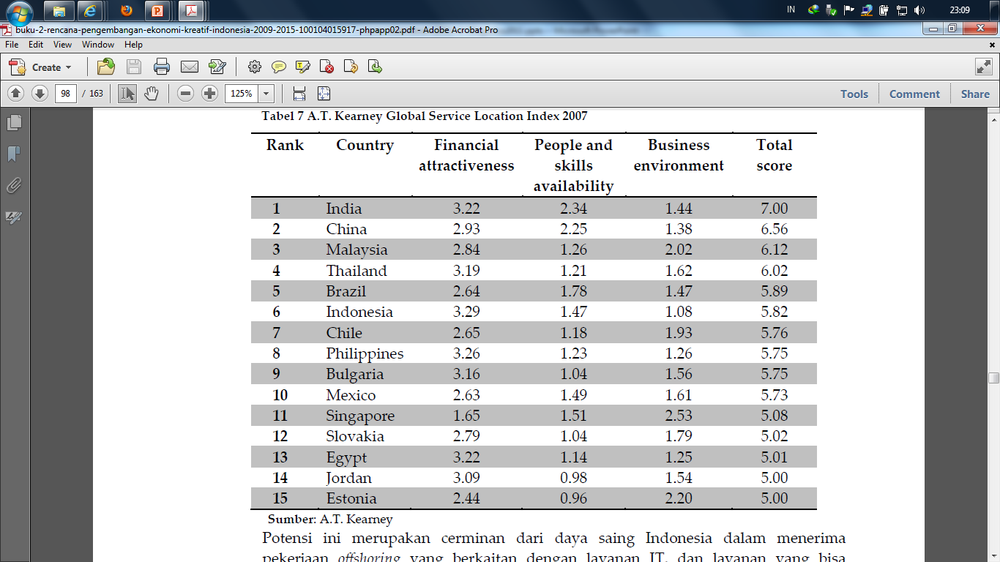 IN 23:09
buku-2-rencana-pengembangan-ekonomi-kreatif-indonesia-2009-2015-100104015917-phpapp02.pdf - Adobe Acrobat Pro
File Edit View Window Help
Create
98 / 163 125% Tools Comment Share
Tabel 7 A.T. Kearney Global Service Location Index 2007
Rank Country Financial attractiveness People and skills availability Business environment Total score
1 India 3.22 2.34 1.44 7.00
2 China 2.93 2.25 1.38 6.56
3 Malaysia 2.84 1.26 2.02 6.12
4 Thailand 3.19 1.21 1.62 6.02
5 Brazil 2.64 1.78 1.47 5.89
6 Indonesia 3.29 1.47 1.08 5.82
7 Chile 2.65 1.18 1.93 5.76
8 Philippines 3.26 1.23 1.26 5.75
9 Bulgaria 3.16 1.04 1.56 5.75
10 Mexico 2.63 1.49 1.61 5.73
11 Singapore 1.65 1.51 2.53 5.08
12 Slovakia 2.79 1.04 1.79 5.02
13 Egypt 3.22 1.14 1.25 5.01
14 Jordan 3.09 0.98 1.54 5.00
15 Estonia 2.44 0.96 2.20 5.00
Sumber: A.T. Kearney
Potensi ini merupakan cerminan dari daya saing Indonesia dalam menerima
pekerjaan offshoring yang berkaitan dengan layanan IT, dan layanan yang bisa